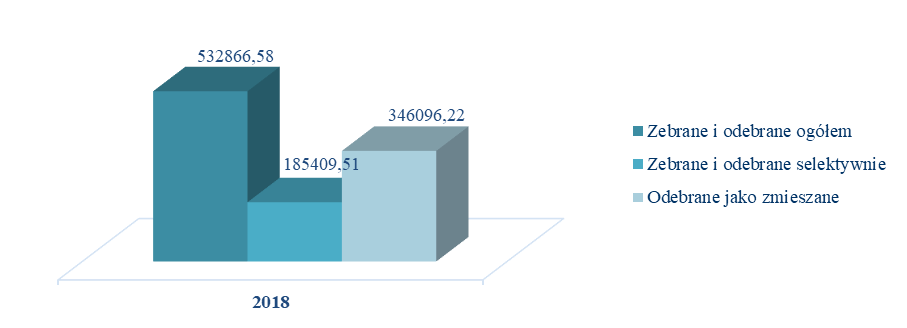 532866,58
346096,22
185409,51
Zebrane i odebrane ogółem
Zebrane i odebrane selektywnie
Odebrane jako zmieszane
2018